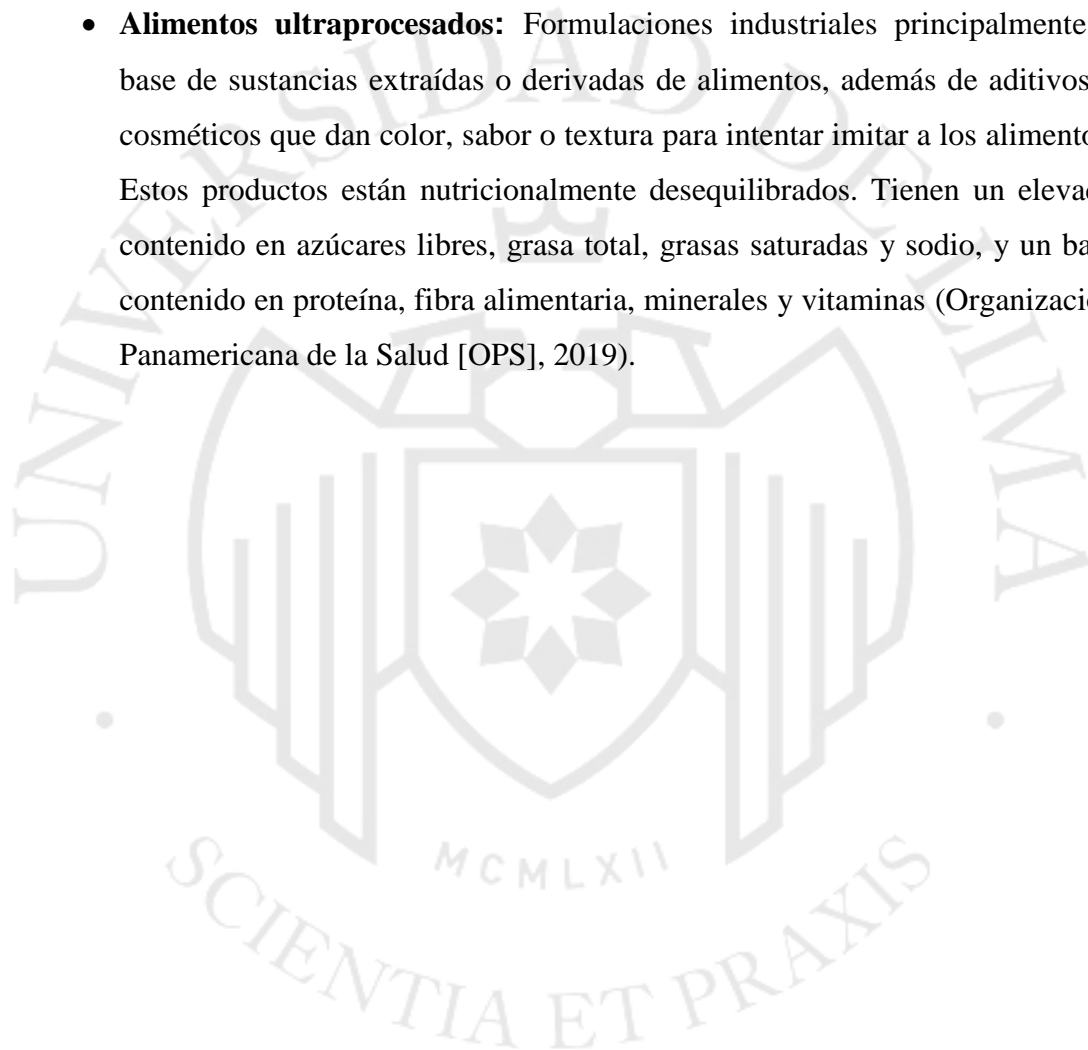 • Alimentos ultraprocesados: Formulaciones industriales principalmente
base de sustancias extraídas o derivadas de alimentos, además de aditivos
cosméticos que dan color, sabor o textura para intentar imitar a los alimento
Estos productos están nutricionalmente desequilibrados. Tienen un eleva
contenido en azúcares libres, grasa total, grasas saturadas y sodio, y un ba
contenido en proteína, fibra alimentaria, minerales y vitaminas (Organizaci
Panamericana de la Salud [OPS], 2019).
UNIVERSIDAD DE LIMA
MCMLXII
SCIENTIA ET PRAXIS